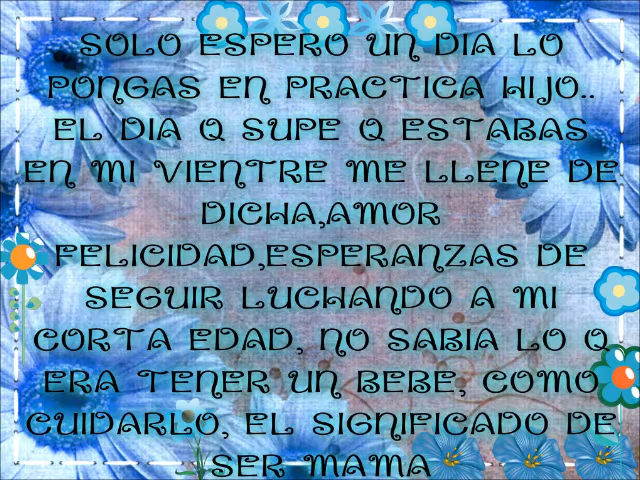 SOLO ESPERO UN DIA LO
PONGAS EN PRACTICA HIJO..
EL DIA Q SUPE Q ESTABAS
EN MI VIENTRE ME LLENE DE
DICHA,AMOR
FELICIDAD,ESPERANZAS DE
SEGUIR LUCHANDO A MI
CORTA EDAD, NO SABIA LO Q
ERA TENER UN BEBE, COMO
CUIDARLO, EL SIGNIFICADO DE
SER MAMA